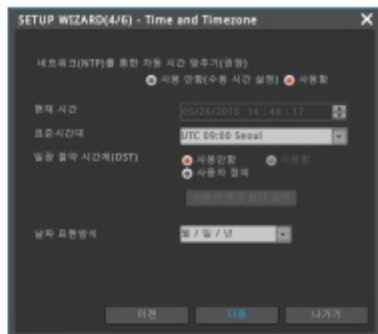 SETUP WIZARD(4/6) - Time and Timezone
네트워크(NTP)를 통한 자동 시간 맞추기(권장)
사용 안함(수동 시간 설정) 사용함
현재 시간 05/26/2015 14:48:17
표준시간대 UTC 09:00 Seoul
일광 절약 시간제(DST) 사용안함 사용함
사용자 정의
DST 설정
날짜 표현방식 월 / 일 / 년
이전 다음 나가기